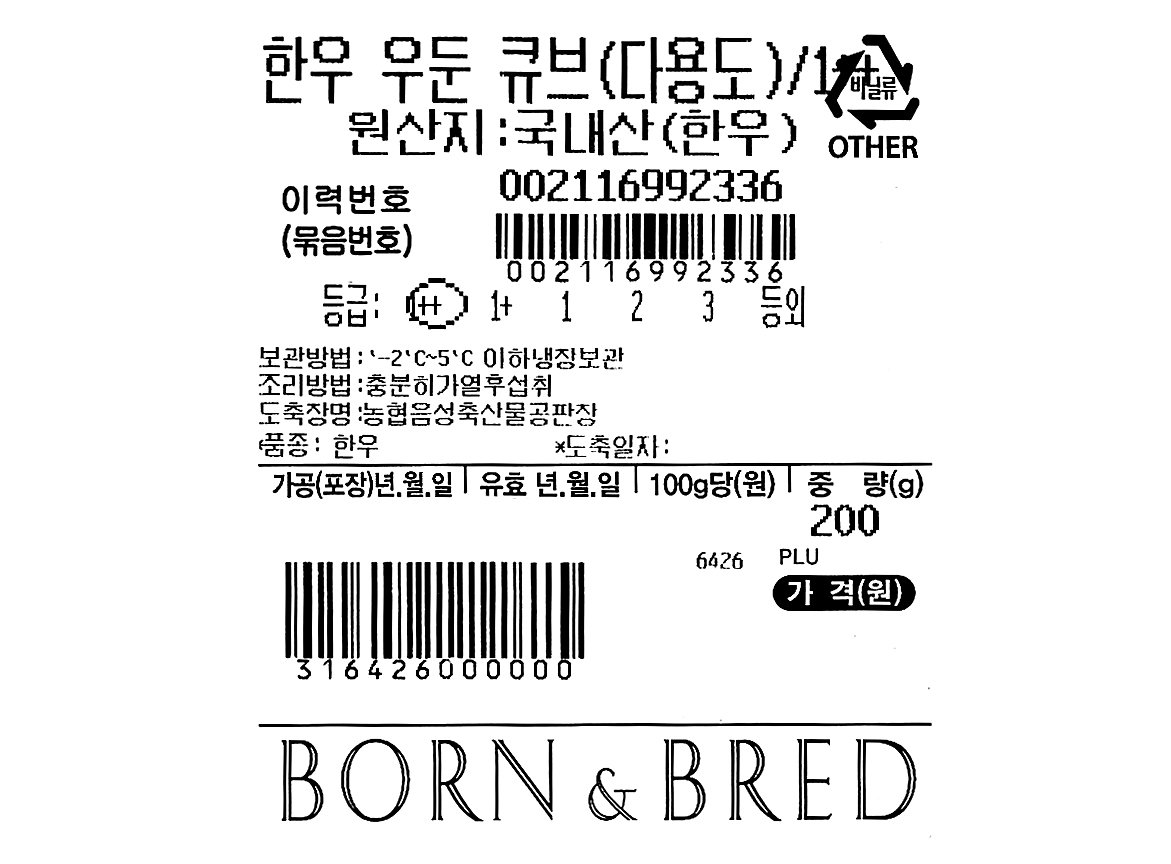 한우 우둔 큐브(다용도)/1++
비닐류
OTHER
원산지:국내산(한우)
이력번호
(묶음번호)
002116992336
002116992336
등급: 1++ 1+ 1 2 3 등외
보관방법:'-2'C~5'C 이하냉장보관
조리방법:충분히가열후섭취
도축장명:농협음성축산물공판장
품종: 한우 *도축일자:
가공(포장)년.월.일 유효 년.월.일 100g당(원) 중 량(g)
200
6426 PLU
가 격(원)
316426000000
BORN & BRED